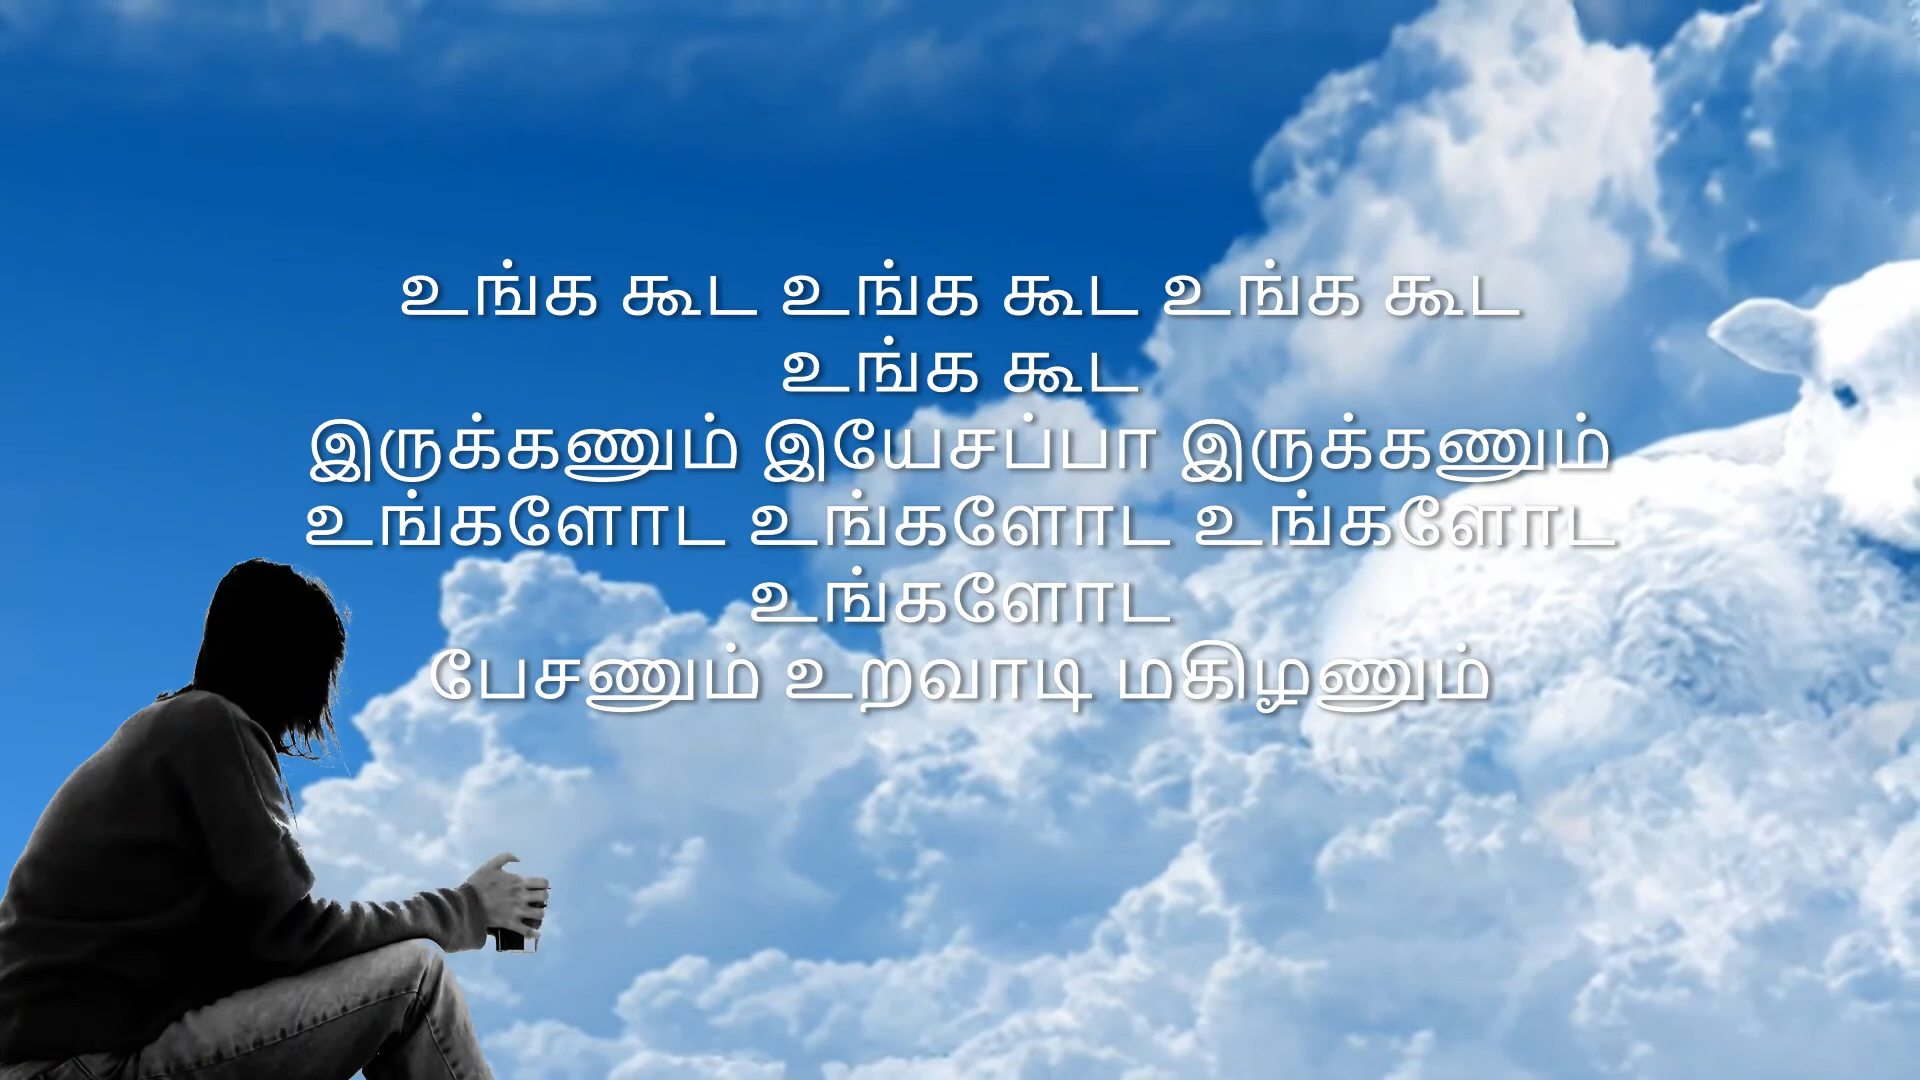 உங்க கூட உங்க கூட உங்க கூட
உங்க கூட
இருக்கணும் இயேசப்பா இருக்கணும்
உங்களோட உங்களோட உங்களோட
உங்களோட
பேசணும் உறவாடி மகிழணும்